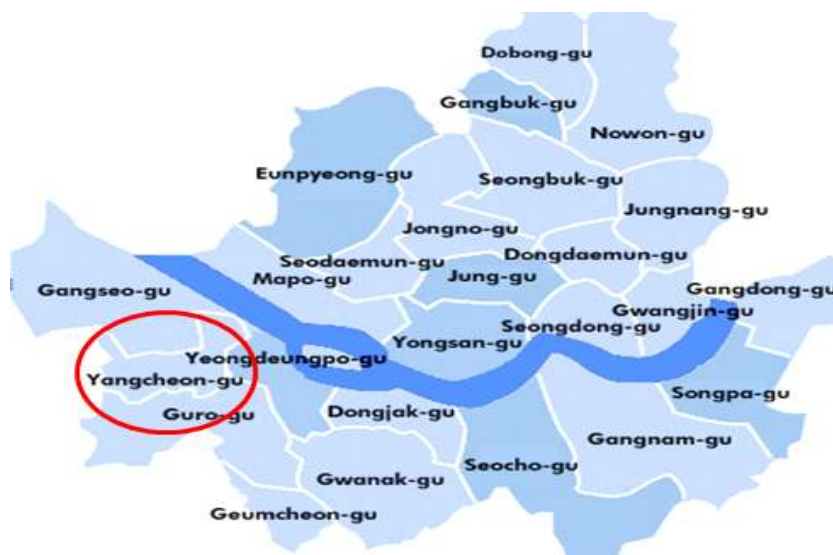 Dobong-gu
Gangbuk-gu
Nowon-gu
Eunpyeong-gu
Seongbuk-gu
Jungnang-gu
Jongno-gu
Dongdaemun-gu
Seodaemun-gu
Mapo-gu
Jung-gu
Gangdong-gu
Gangseo-gu
Gwangjin-gu
Seongdong-gu
Yongsan-gu
Yeongdeungpo-gu
Yangcheon-gu
Songpa-gu
Guro-gu
Dongjak-gu
Gangnam-gu
Seocho-gu
Gwanak-gu
Geumcheon-gu